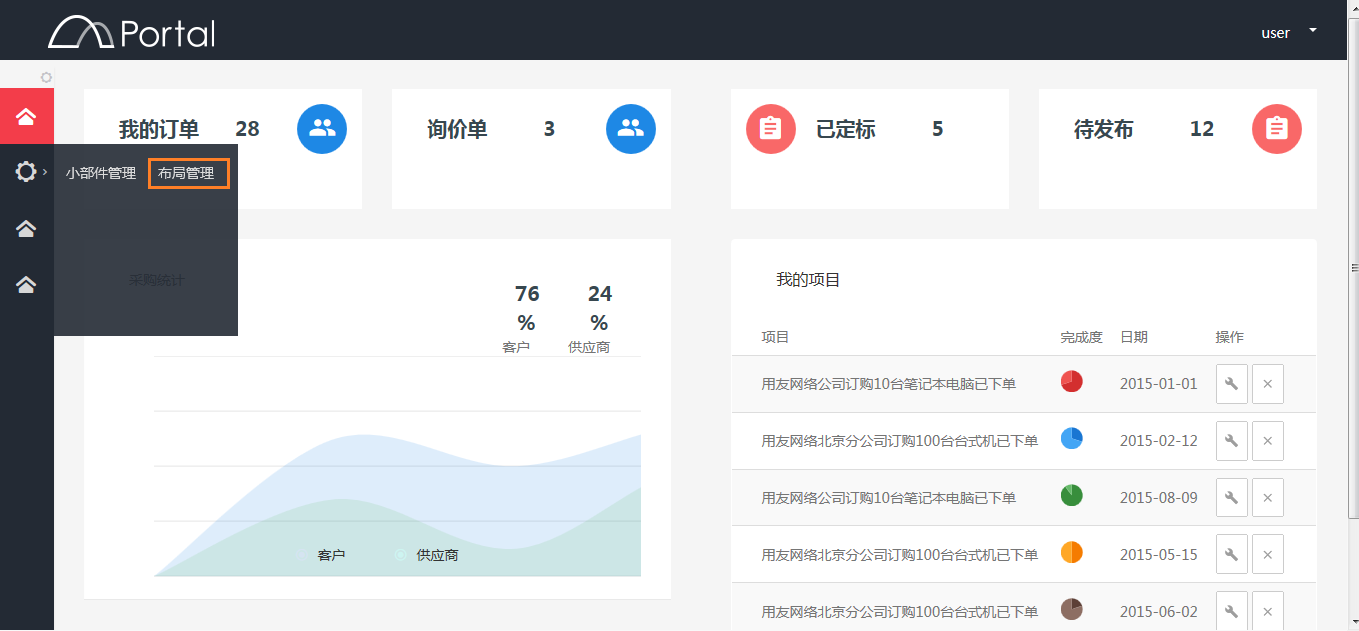 Portal
user
我的订单 28
询价单 3
已定标 5
待发布 12
小部件管理 布局管理
采购统计
76 %
客户
24 %
供应商
客户 供应商
我的项目
项目 完成度 日期 操作
用友网络公司订购10台笔记本电脑已下单 2015-01-01
用友网络北京分公司订购100台台式机已下单 2015-02-12
用友网络公司订购10台笔记本电脑已下单 2015-08-09
用友网络北京分公司订购100台台式机已下单 2015-05-15
用友网络北京分公司订购100台台式机已下单 2015-06-02